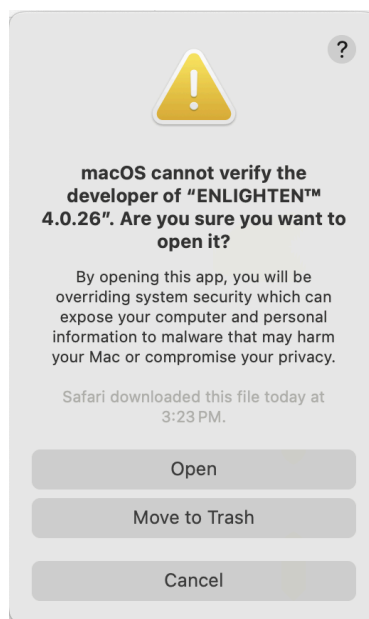 ?
macOS cannot verify the
developer of “ENLIGHTEN™
4.0.26”. Are you sure you want to
open it?
By opening this app, you will be
overriding system security which can
expose your computer and personal
information to malware that may harm
your Mac or compromise your privacy.
Safari downloaded this file today at
3:23 PM.
Open
Move to Trash
Cancel